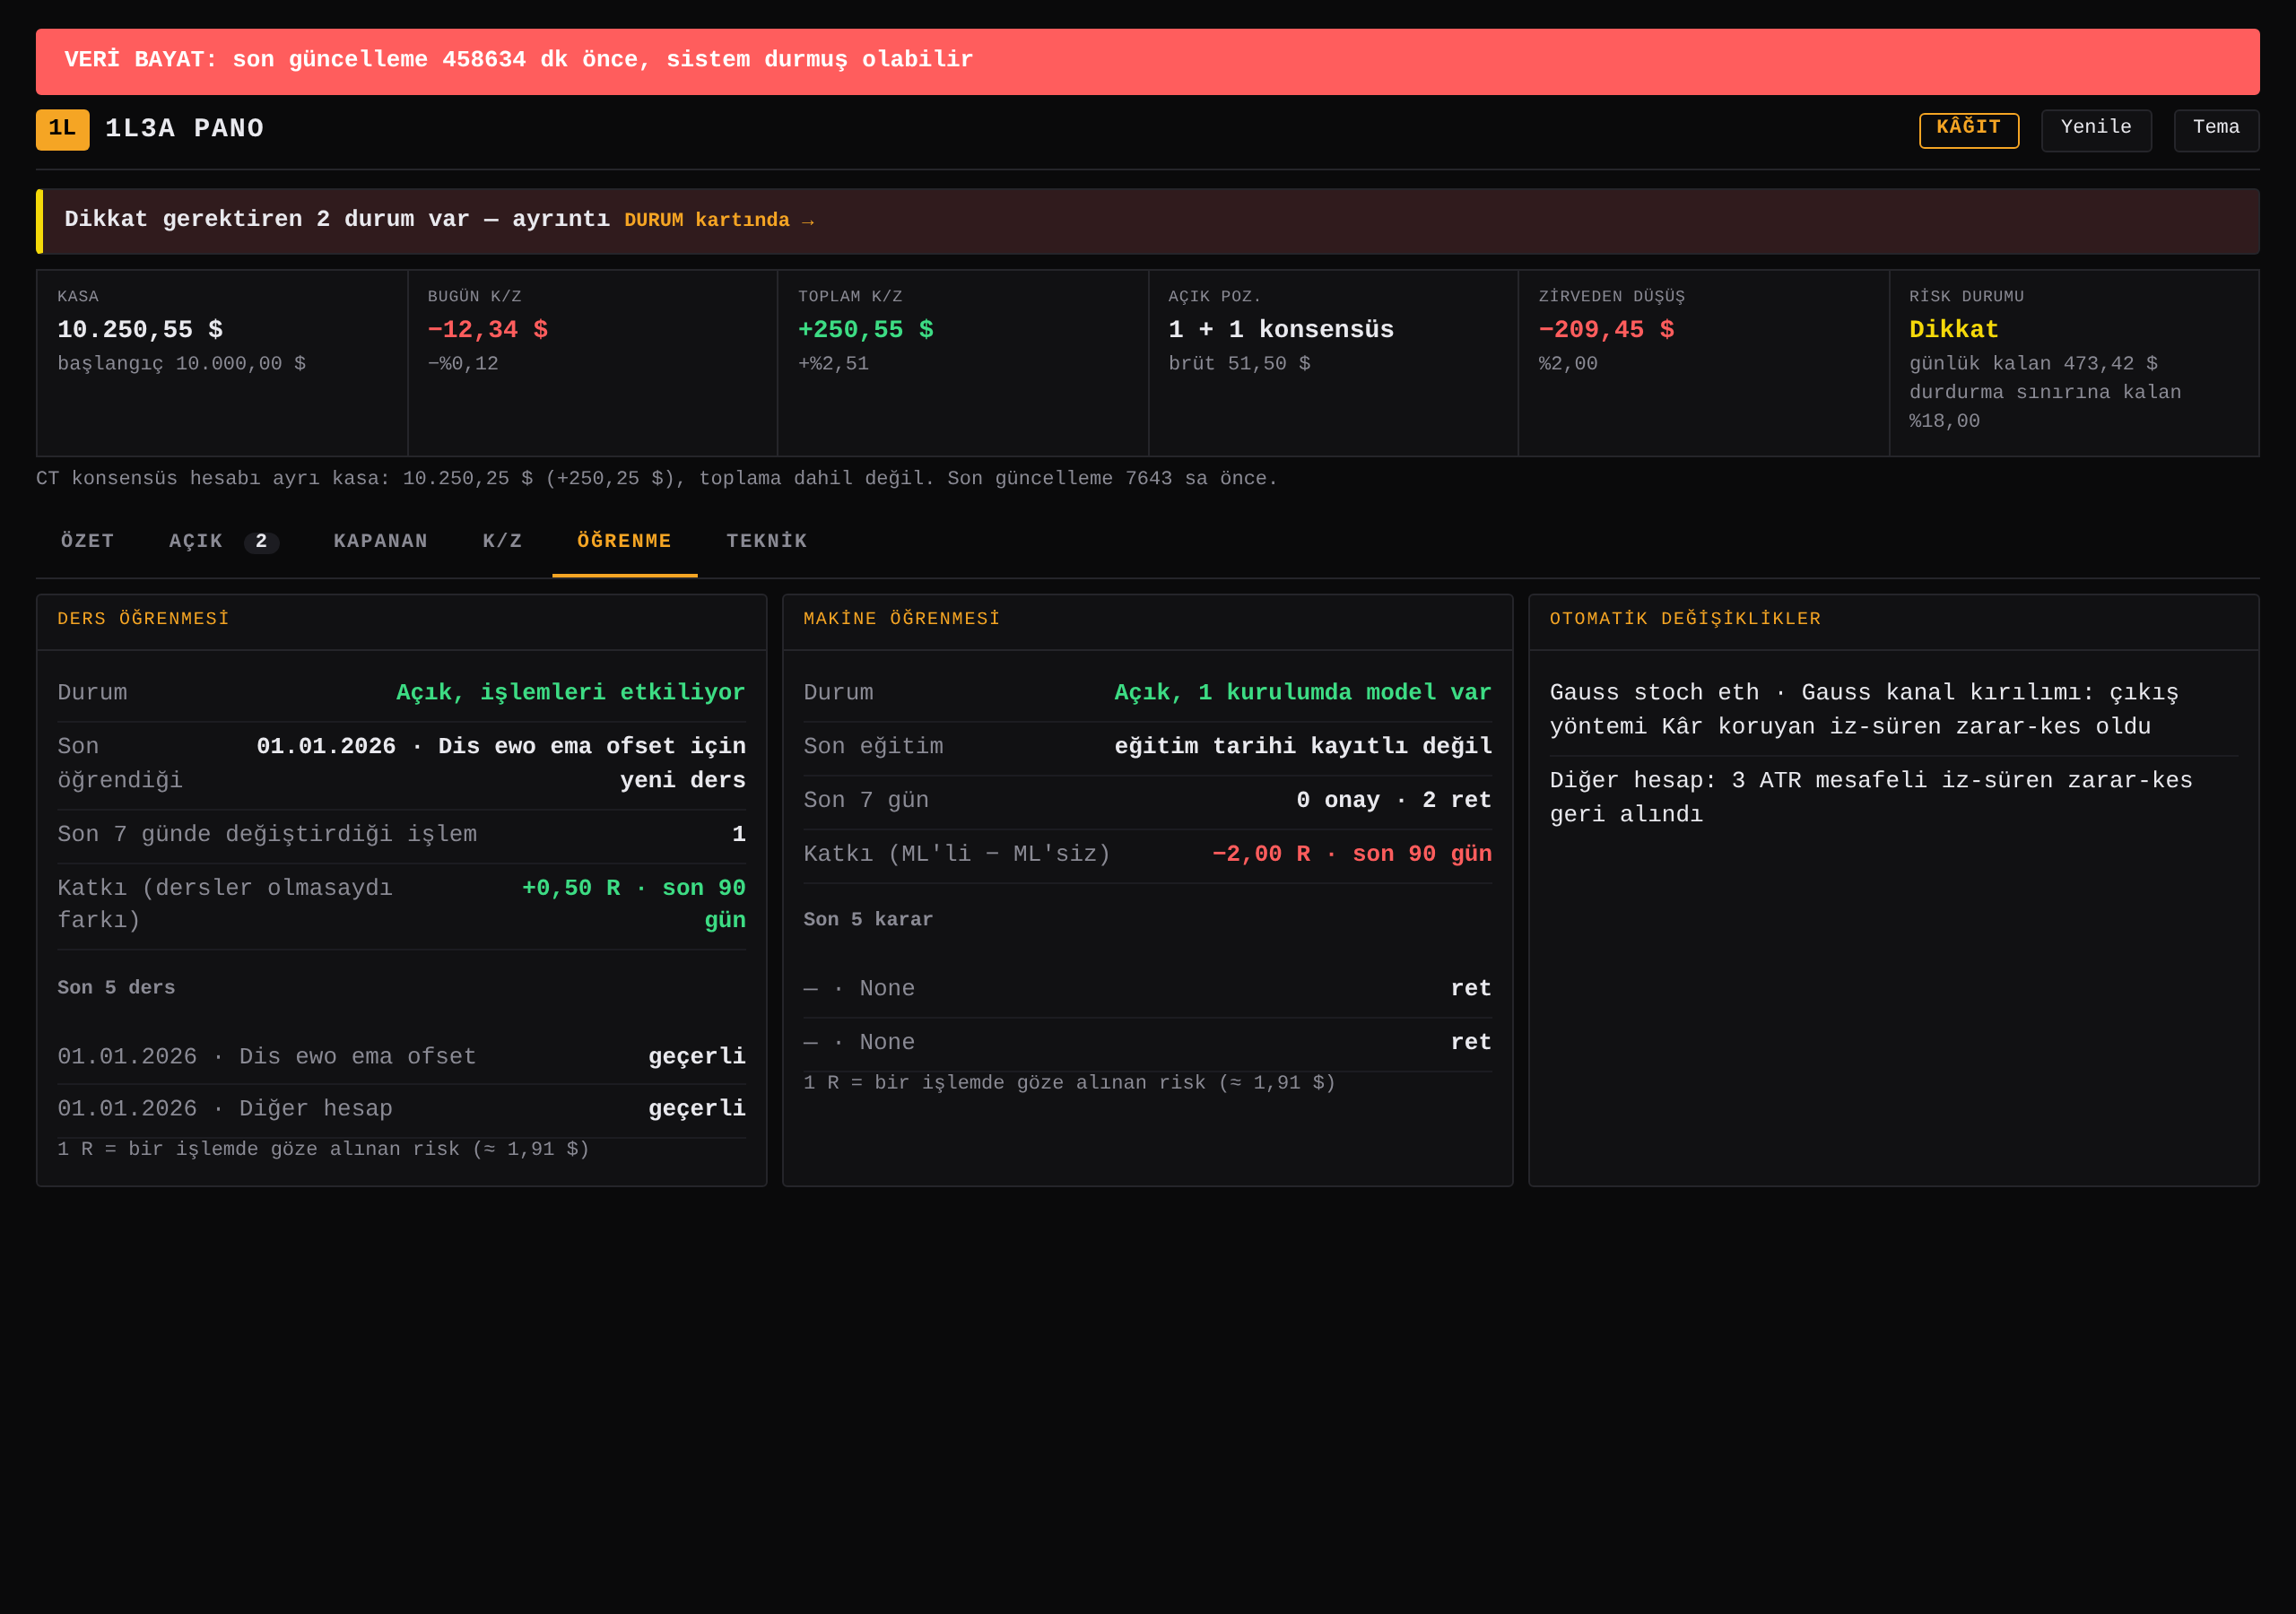 VERİ BAYAT: son güncelleme 458634 dk önce, sistem durmuş olabilir
1L 1L3A PANO
KÂĞIT Yenile Tema
Dikkat gerektiren 2 durum var — ayrıntı DURUM kartında →
KASA
10.250,55 $
başlangıç 10.000,00 $
BUGÜN K/Z
−12,34 $
−%0,12
TOPLAM K/Z
+250,55 $
+%2,51
AÇIK POZ.
1 + 1 konsensüs
brüt 51,50 $
ZİRVEDEN DÜŞÜŞ
−209,45 $
%2,00
RİSK DURUMU
Dikkat
günlük kalan 473,42 $
durdurma sınırına kalan
%18,00
CT konsensüs hesabı ayrı kasa: 10.250,25 $ (+250,25 $), toplama dahil değil. Son güncelleme 7643 sa önce.
ÖZET AÇIK 2 KAPANAN K/Z ÖĞRENME TEKNİK
DERS ÖĞRENMESİ
Durum Açık, işlemleri etkiliyor
Son 01.01.2026 · Dis ewo ema ofset için
öğrendiği yeni ders
Son 7 günde değiştirdiği işlem 1
Katkı (dersler olmasaydı +0,50 R · son 90
farkı) gün
Son 5 ders
01.01.2026 · Dis ewo ema ofset geçerli
01.01.2026 · Diğer hesap geçerli
1 R = bir işlemde göze alınan risk (≈ 1,91 $)
MAKİNE ÖĞRENMESİ
Durum Açık, 1 kurulumda model var
Son eğitim eğitim tarihi kayıtlı değil
Son 7 gün 0 onay · 2 ret
Katkı (ML'li − ML'siz) −2,00 R · son 90 gün
Son 5 karar
— · None ret
— · None ret
1 R = bir işlemde göze alınan risk (≈ 1,91 $)
OTOMATİK DEĞİŞİKLİKLER
Gauss stoch eth · Gauss kanal kırılımı: çıkış
yöntemi Kâr koruyan iz-süren zarar-kes oldu
Diğer hesap: 3 ATR mesafeli iz-süren zarar-kes
geri alındı